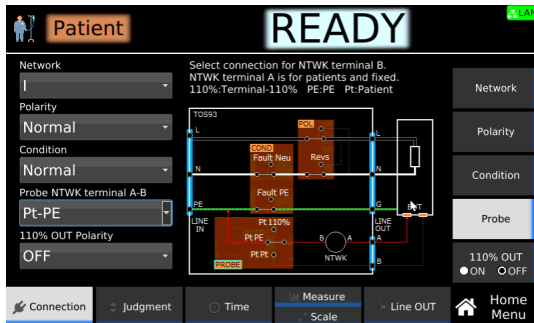 Patient
READY
LAN
Network
I
Polarity
Normal
Condition
Normal
Probe NTWK terminal A-B
Pt-PE
110% OUT Polarity
OFF
Select connection for NTWK terminal B.
NTWK terminal A is for patients and fixed.
110%:Terminal-110% PE:PE Pt:Patient
TOS93
L
POL
L
COND
Fault Neu
Revs
N
N
Fault PE
PE
G
LINE IN
LINE OUT
Pt 110%
Pt PE
Pt Pt
PROBE
B
A
NTWK
A
B
Network
Polarity
Condition
Probe
110% OUT
ON OFF
Connection
Judgment
Time
Measure
Scale
Line OUT
Home
Menu